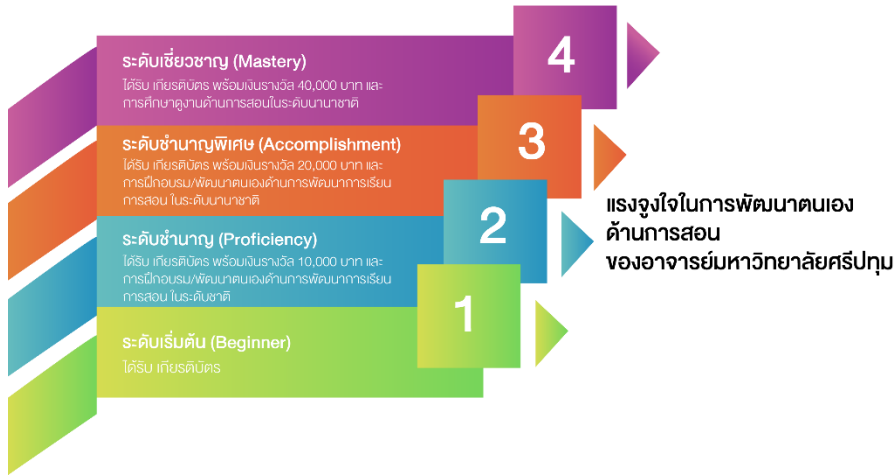 4
ระดับเชี่ยวชาญ (Mastery)
ได้รับ เกียรติบัตร พร้อมเงินรางวัล 40,000 บาท และ
การศึกษาดูงานด้านการสอนในระดับนานาชาติ
3
ระดับชำนาญพิเศษ (Accomplishment)
ได้รับ เกียรติบัตร พร้อมเงินรางวัล 20,000 บาท และ
การฝึกอบรม/พัฒนาตนเองด้านการพัฒนาการเรียน
การสอน ในระดับนานาชาติ
2
ระดับชำนาญ (Proficiency)
ได้รับ เกียรติบัตร พร้อมเงินรางวัล 10,000 บาท และ
การฝึกอบรม/พัฒนาตนเองด้านการพัฒนาการเรียน
การสอน ในระดับชาติ
1
ระดับเริ่มต้น (Beginner)
ได้รับ เกียรติบัตร
แรงจูงใจในการพัฒนาตนเอง
ด้านการสอน
ของอาจารย์มหาวิทยาลัยศรีปทุม